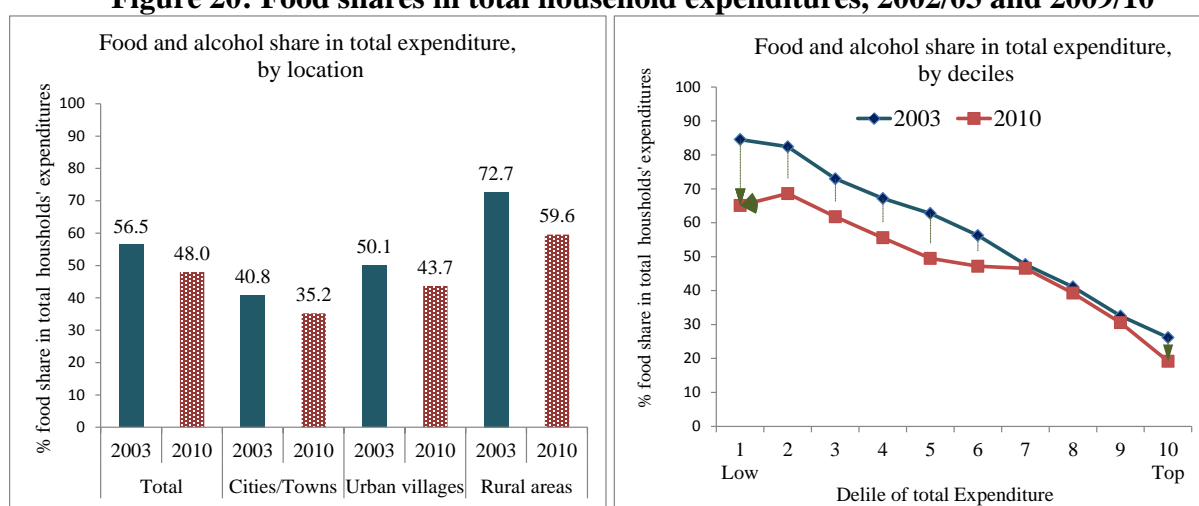 Figure 20: Food shares in total household expenditures, 2002/03 and 2009/10
Food and alcohol share in total expenditure,
by location
% food share in total housholds' expenditures
100
90
80
70
60
50
40
30
20
10
0
56.5
48.0
40.8
35.2
50.1
43.7
72.7
59.6
2003 2010 2003 2010 2003 2010 2003 2010
Total Cities/Towns Urban villages Rural areas
Food and alcohol share in total expenditure,
by deciles
2003 2010
% food share in total houeholds' expenditures
100
90
80
70
60
50
40
30
20
10
0
1 2 3 4 5 6 7 8 9 10
Low Top
Delile of total Expenditure